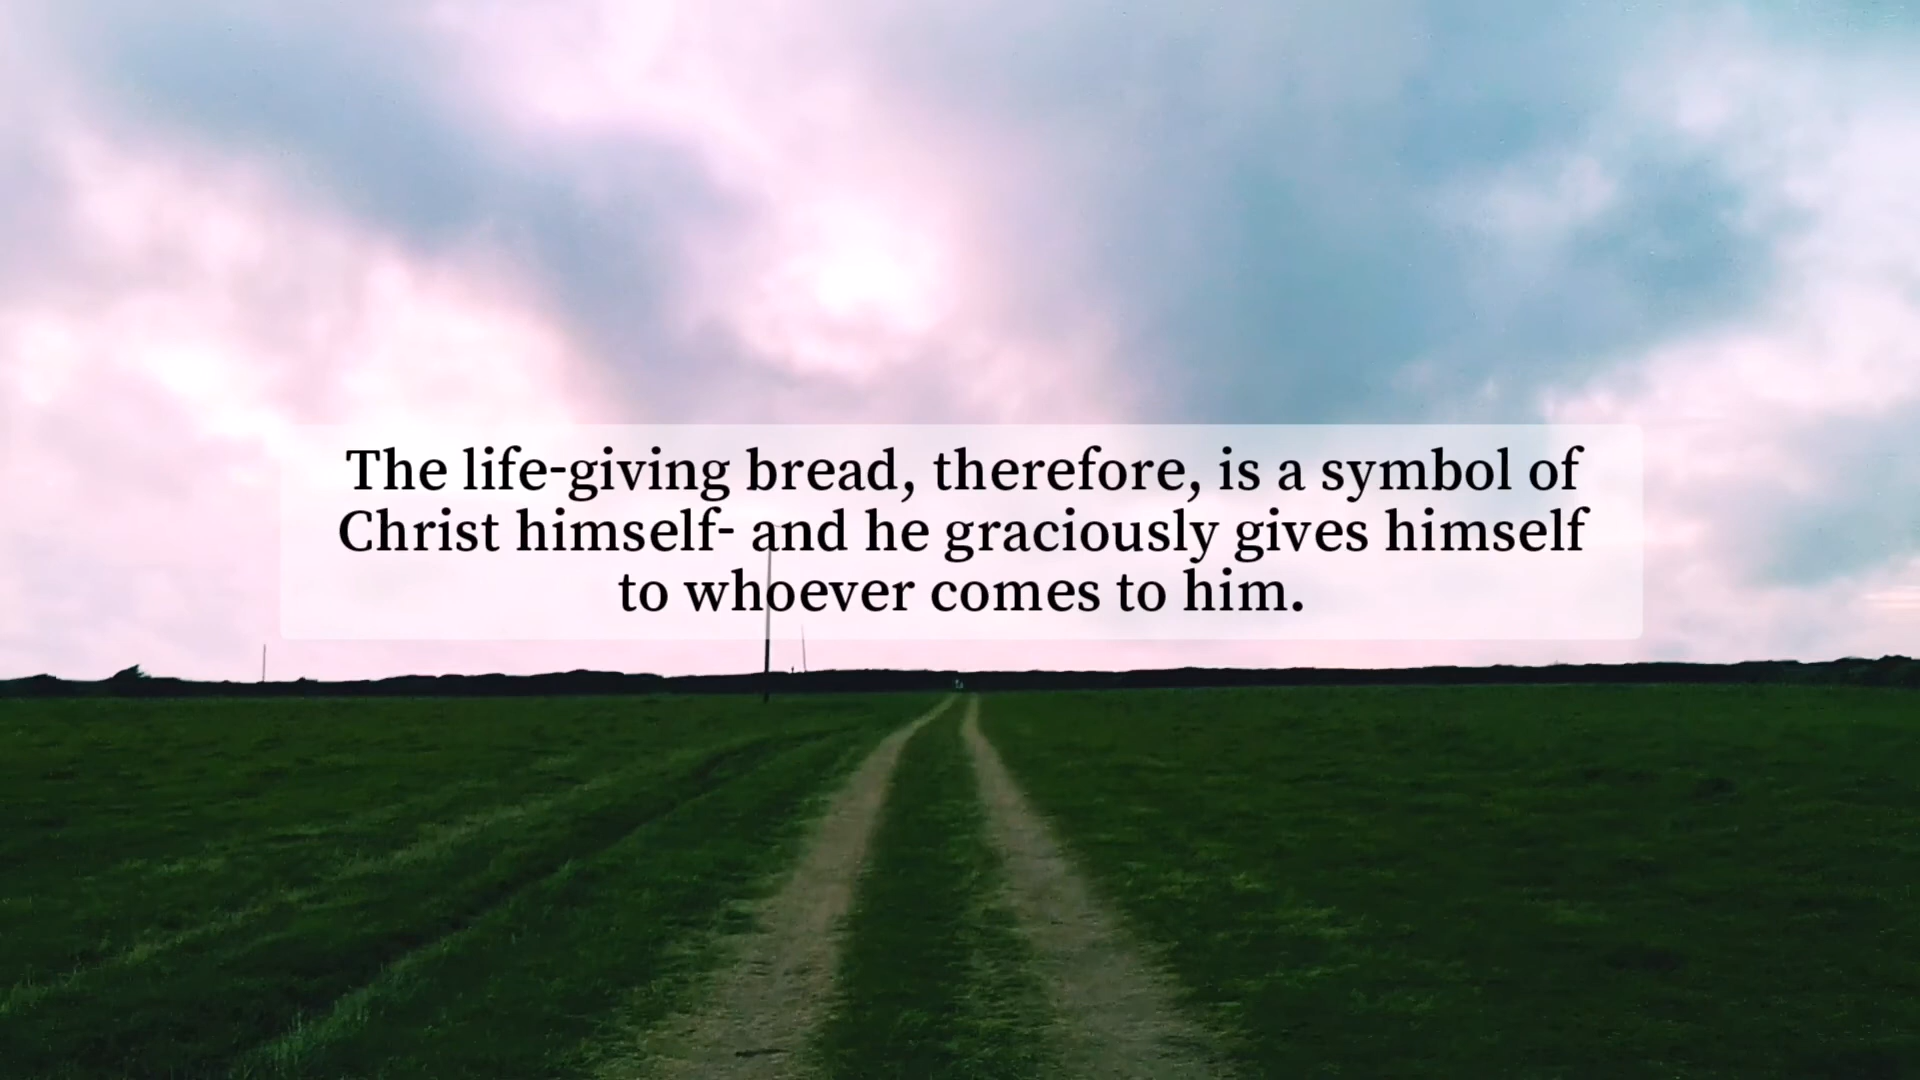 The life-giving bread, therefore, is a symbol of
Christ himself- and he graciously gives himself
to whoever comes to him.